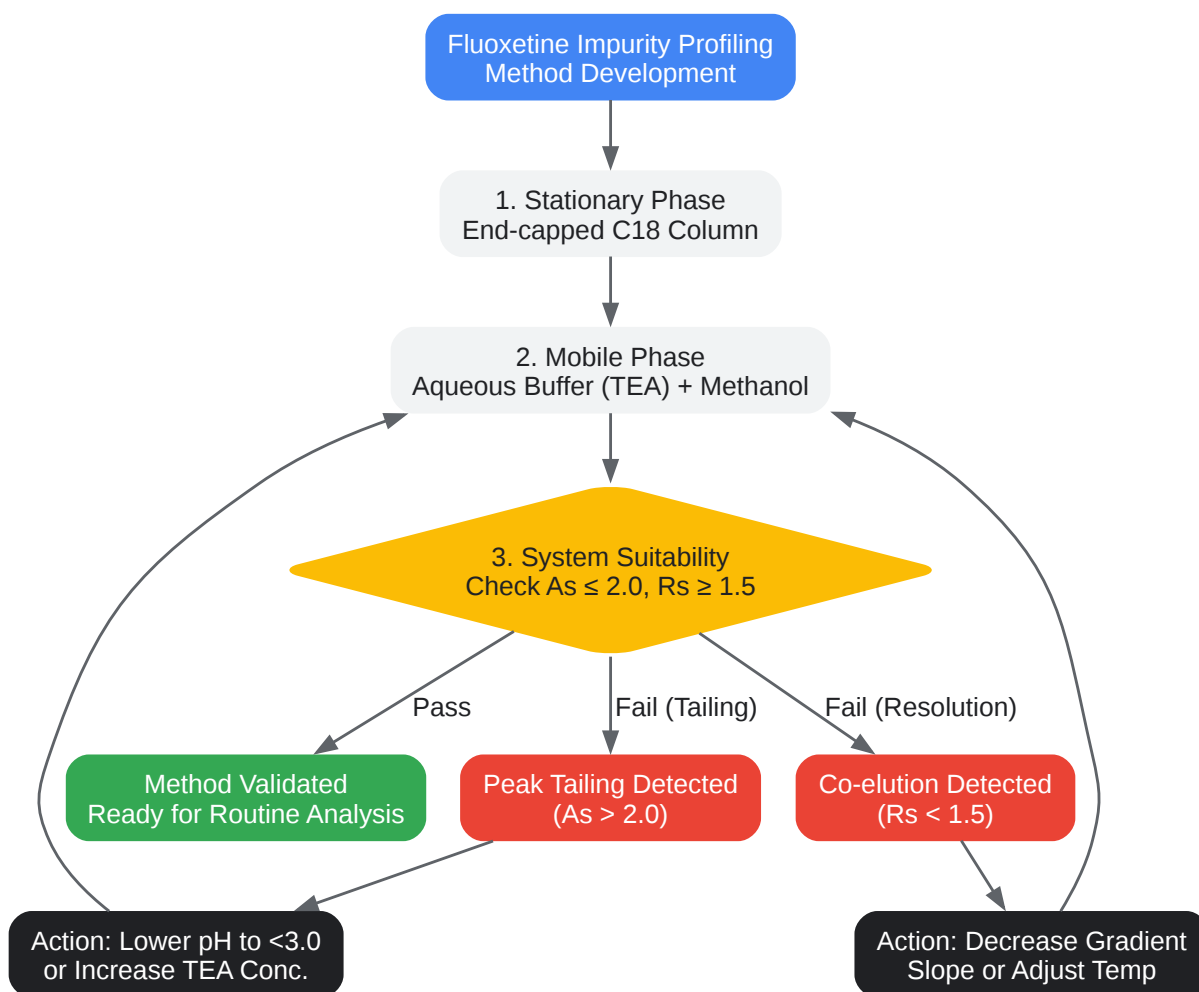 Fluoxetine Impurity Profiling
Method Development
1. Stationary Phase
End-capped C18 Column
2. Mobile Phase
Aqueous Buffer (TEA) + Methanol
3. System Suitability
Check As ≤ 2.0, Rs ≥ 1.5
Pass
Fail (Tailing)
Fail (Resolution)
Method Validated
Ready for Routine Analysis
Peak Tailing Detected
(As > 2.0)
Co-elution Detected
(Rs < 1.5)
Action: Lower pH to <3.0
or Increase TEA Conc.
Action: Decrease Gradient
Slope or Adjust Temp